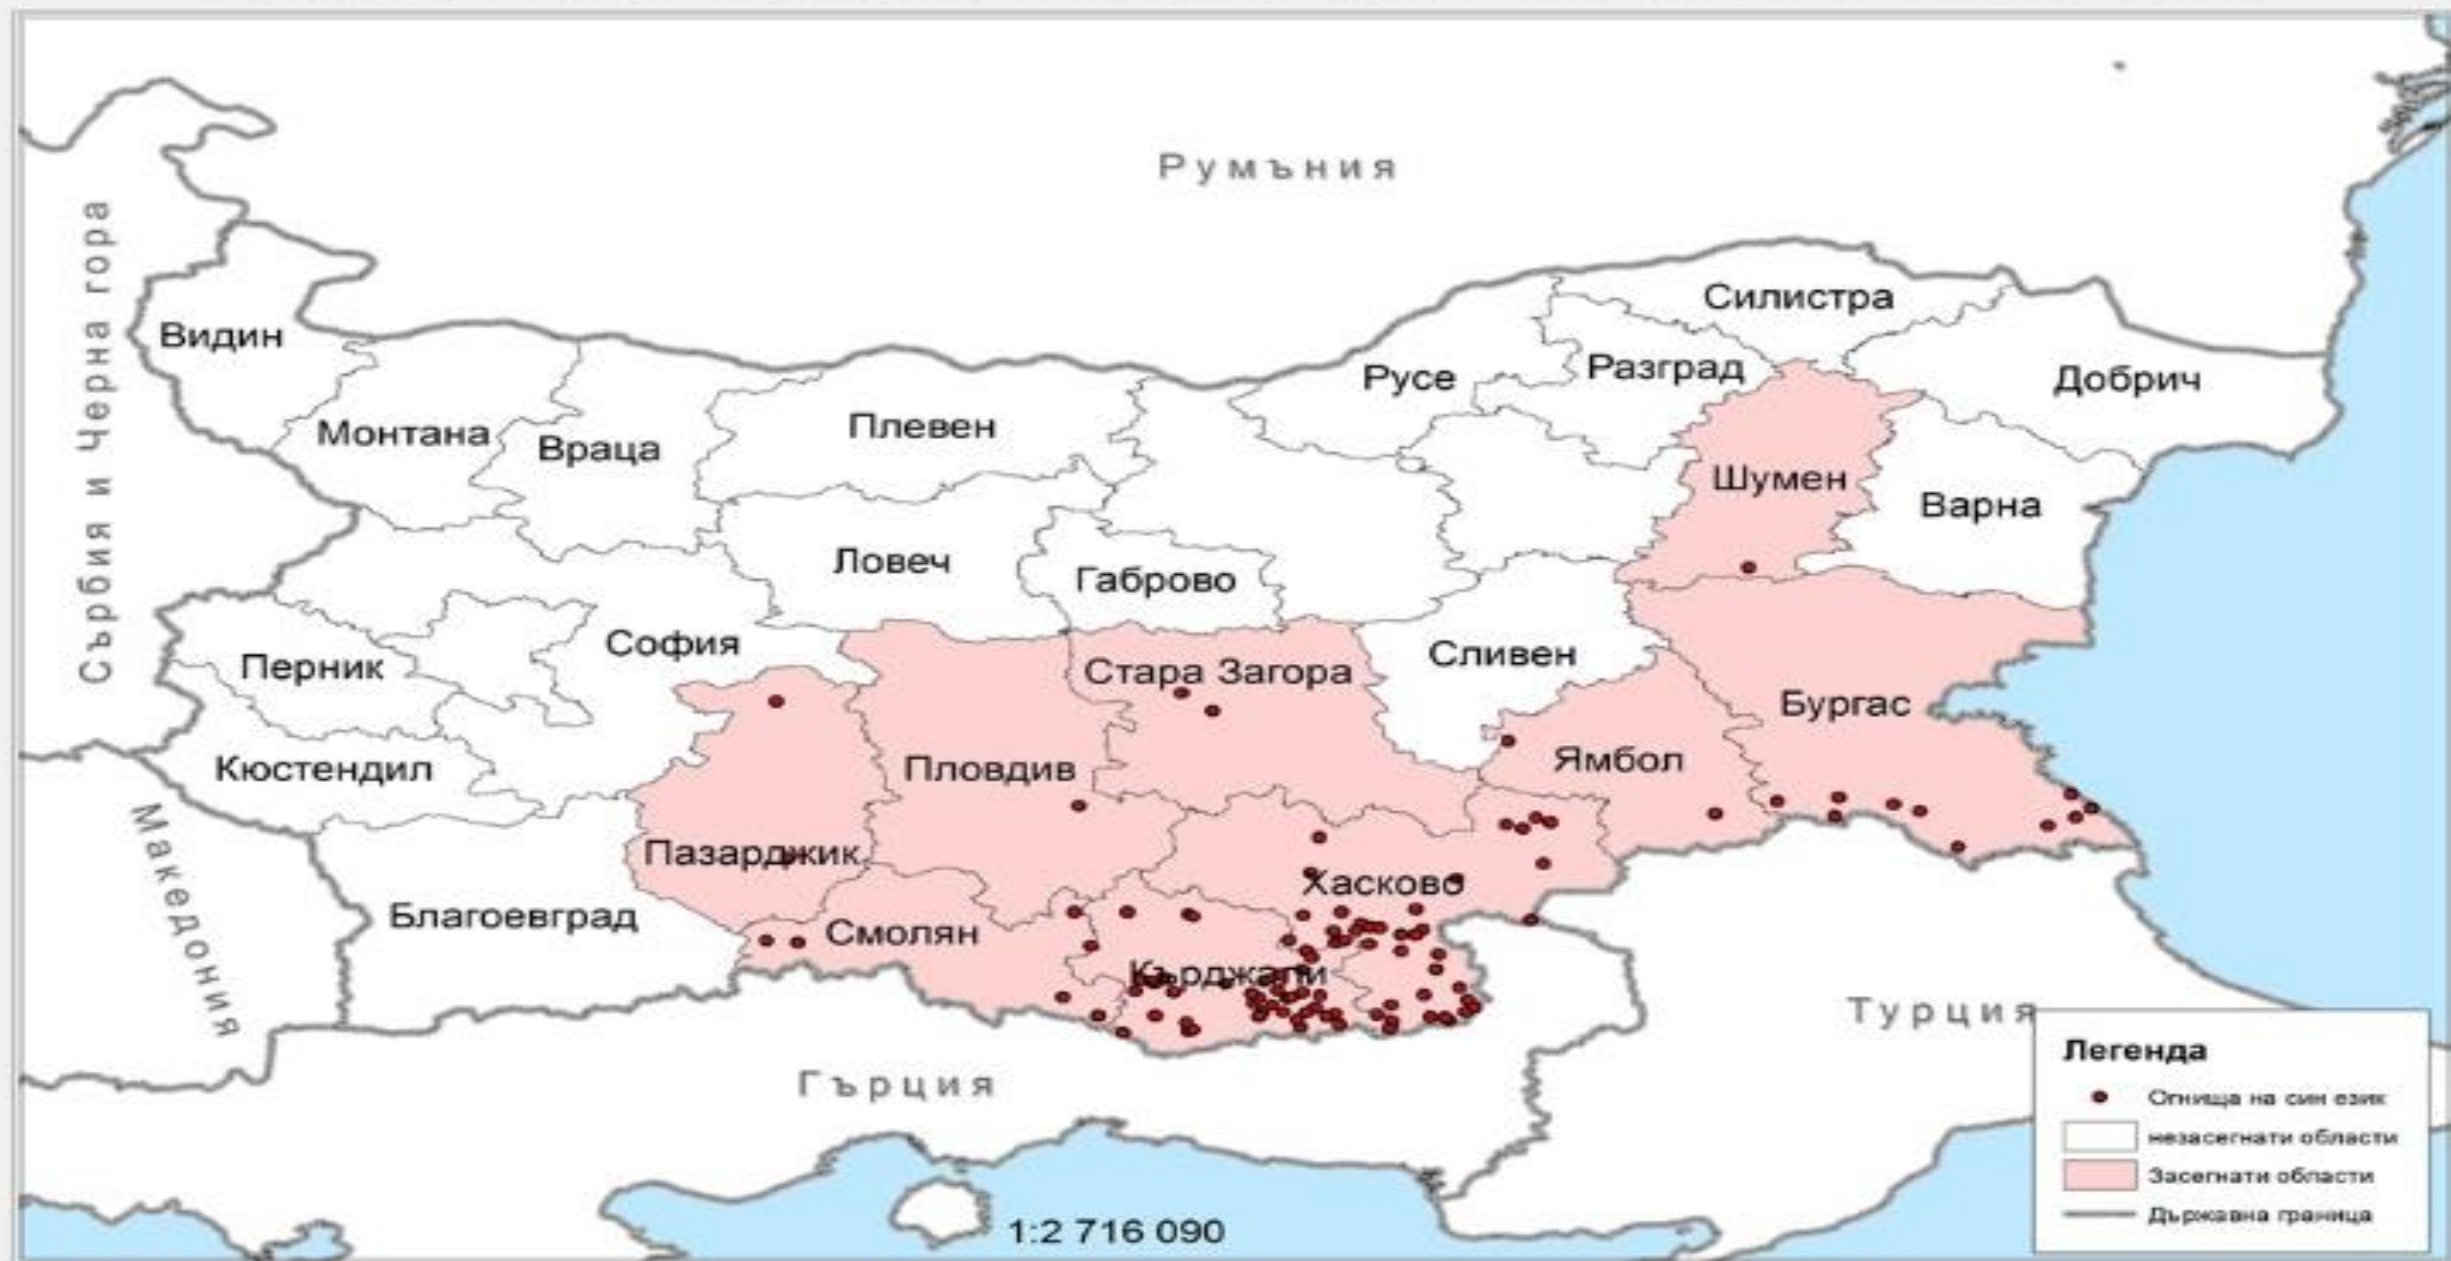 Румъния
Сърбия и Черна гора
Силистра
Видин
Разград
Русе
Добрич
Монтана
Плевен
Враца
Шумен
Варна
Ловеч
Габрово
София
Сливен
Перник
Стара Загора
Бургас
Кюстендил
Пловдив
Ямбол
Македония
Пазарджик
Хасково
Благоевград
Смолян
Кърджали
Турция
Гърция
Легенда
Огнища на син език
незасегнати области
Засегнати области
Държавна граница
1:2 716 090